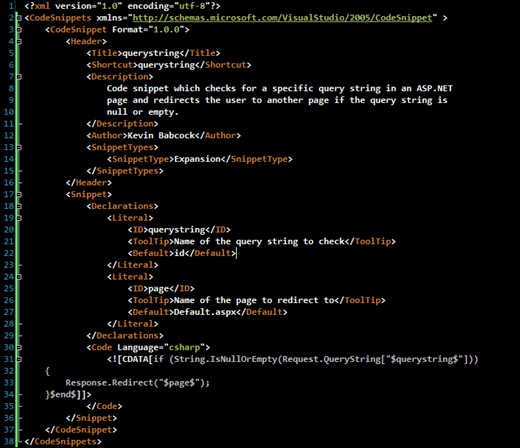 1 <?xml version="1.0" encoding="utf-8"?>
2 <CodeSnippets xmlns="http://schemas.microsoft.com/VisualStudio/2005/CodeSnippet" >
3     <CodeSnippet Format="1.0.0">
4         <Header>
5             <Title>querystring</Title>
6             <Shortcut>querystring</Shortcut>
7             <Description>
8                 Code snippet which checks for a specific query string in an ASP.NET
9                 page and redirects the user to another page if the query string is
10                 null or empty.
11             </Description>
12             <Author>Kevin Babcock</Author>
13             <SnippetTypes>
14                 <SnippetType>Expansion</SnippetType>
15             </SnippetTypes>
16         </Header>
17         <Snippet>
18             <Declarations>
19                 <Literal>
20                     <ID>querystring</ID>
21                     <ToolTip>Name of the query string to check</ToolTip>
22                     <Default>id</Default>
23                 </Literal>
24                 <Literal>
25                     <ID>page</ID>
26                     <ToolTip>Name of the page to redirect to</ToolTip>
27                     <Default>Default.aspx</Default>
28                 </Literal>
29             </Declarations>
30             <Code Language="csharp">
31                 <![CDATA[if (String.IsNullOrEmpty(Request.QueryString["$querystring$"]))
32     {
33         Response.Redirect("$page$");
34     }$end$]]>
35             </Code>
36         </Snippet>
37     </CodeSnippet>
38 </CodeSnippets>